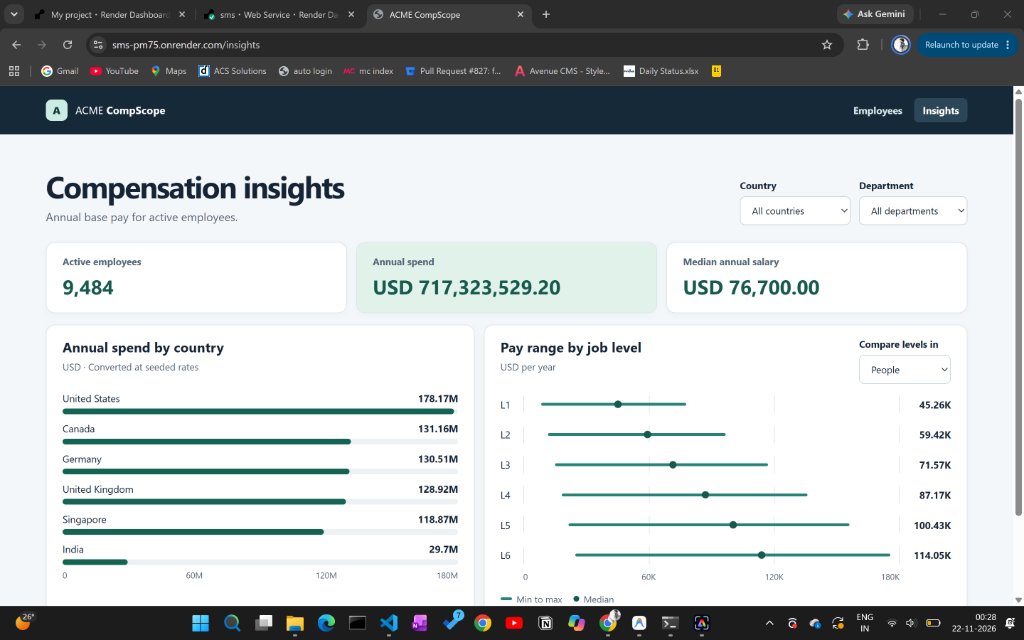 My project • Render Dashboard
sms • Web Service • Render Da
ACME CompScope
Ask Gemini
sms-pm75.onrender.com/insights
Relaunch to update
Gmail
YouTube
Maps
ACS Solutions
auto login
MC mc index
Pull Request #827: f...
Avenue CMS - Style...
Daily Status.xlsx
A ACME CompScope
Employees
Insights
Compensation insights
Annual base pay for active employees.
Country
All countries
Department
All departments
Active employees
9,484
Annual spend
USD 717,323,529.20
Median annual salary
USD 76,700.00
Annual spend by country
USD · Converted at seeded rates
United States 178.17M
Canada 131.16M
Germany 130.51M
United Kingdom 128.92M
Singapore 118.87M
India 29.7M
0 60M 120M 180M
Pay range by job level
USD per year
Compare levels in
People
L1 45.26K
L2 59.42K
L3 71.57K
L4 87.17K
L5 100.43K
L6 114.05K
0 60K 120K 180K
Min to max
Median
26°
7
ENG
IN
00:28
22-11-2026